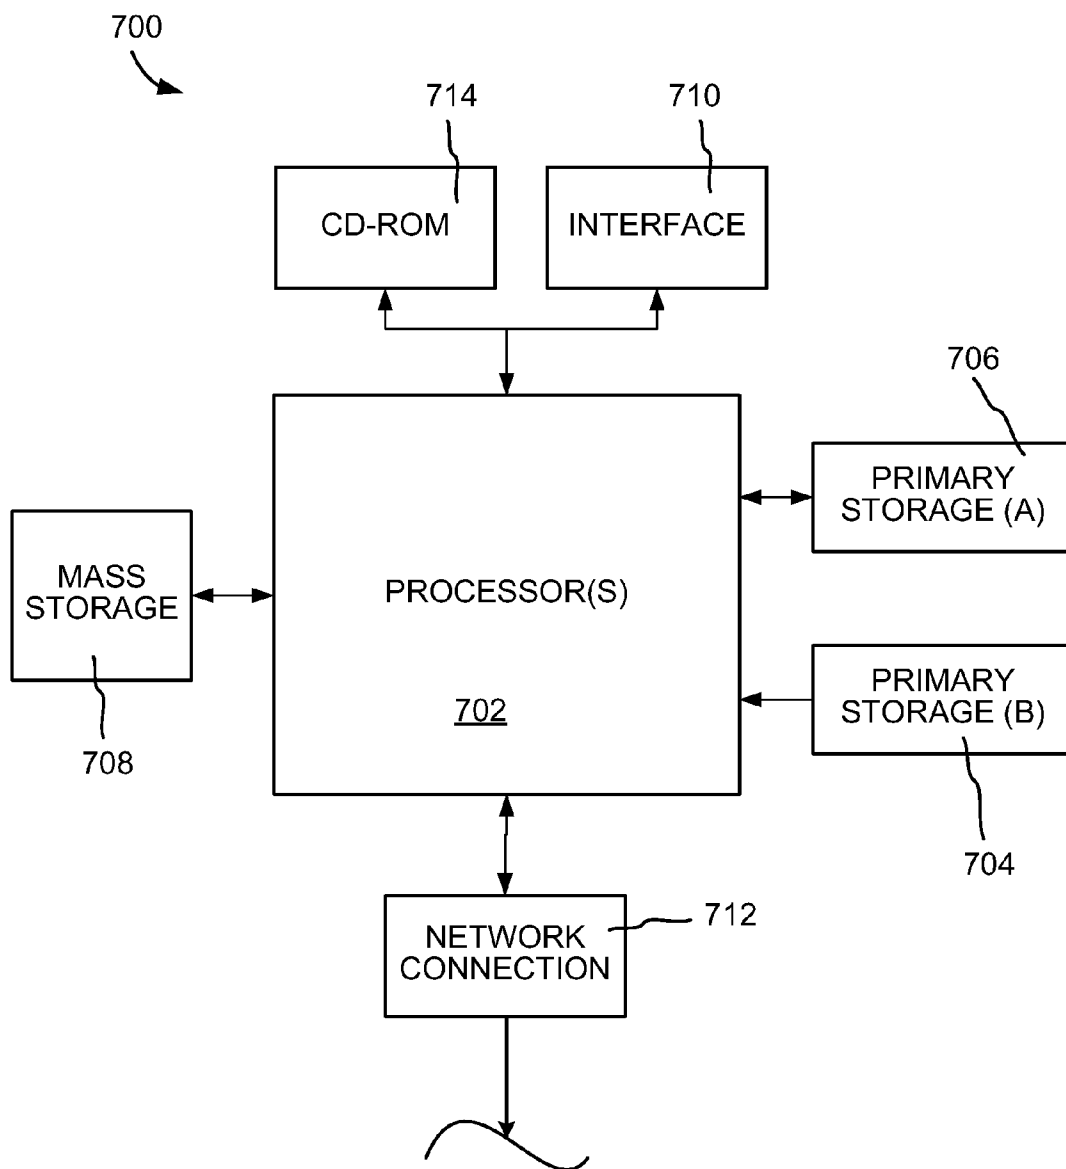 700
714
710
CD-ROM
INTERFACE
706
PRIMARY
STORAGE (A)
MASS
STORAGE
PROCESSOR(S)
702
708
PRIMARY
STORAGE (B)
704
712
NETWORK
CONNECTION